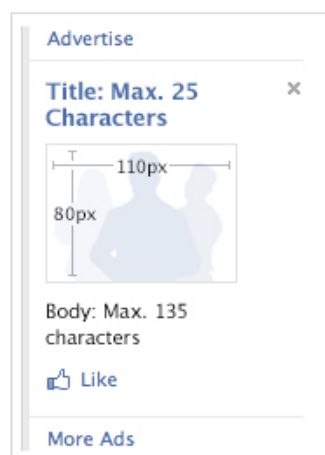 Advertise
Title: Max. 25
Characters
110px
80px
Body: Max. 135
characters
Like
More Ads